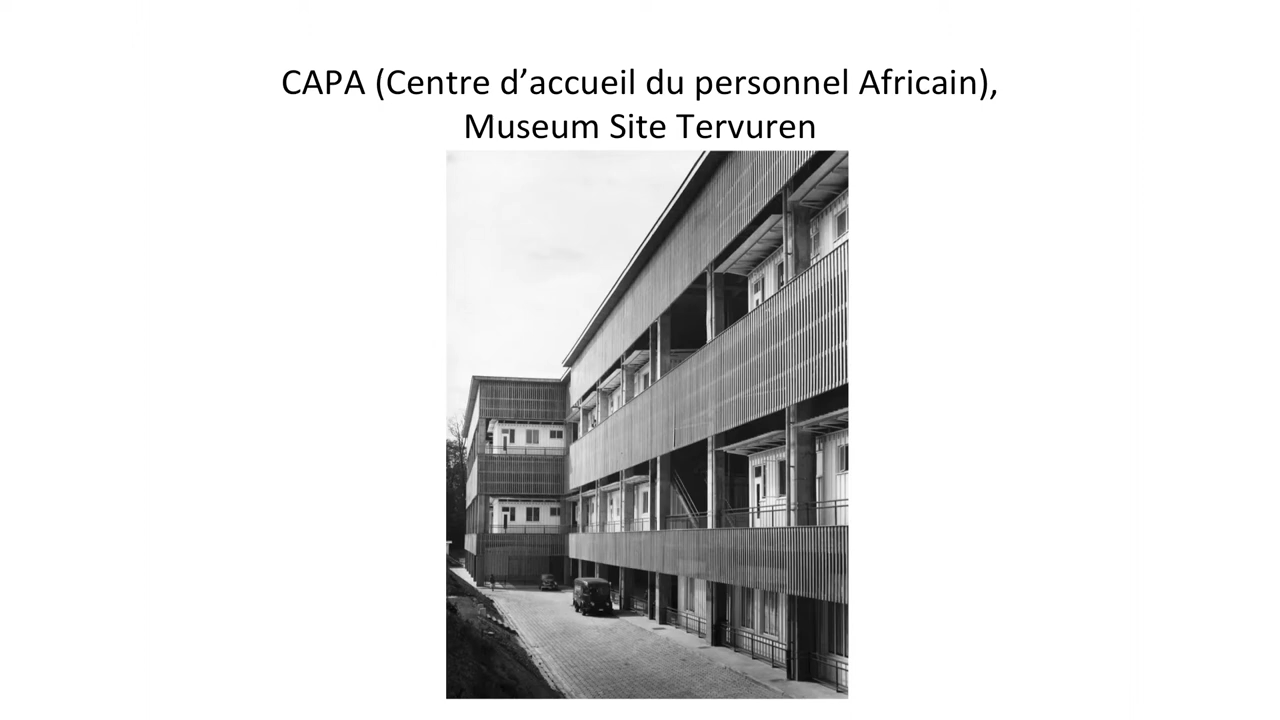 CAPA (Centre d’accueil du personnel Africain),
Museum Site Tervuren